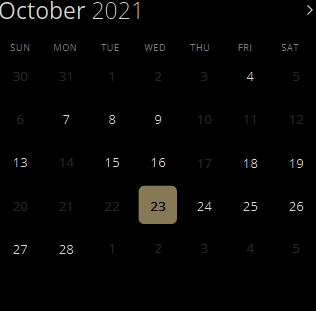 October 2021 >
SUN MON TUE WED THU FRI SAT
30 31 1 2 3 4 5
6 7 8 9 10 11 12
13 14 15 16 17 18 19
20 21 22 23 24 25 26
27 28 1 2 3 4 5